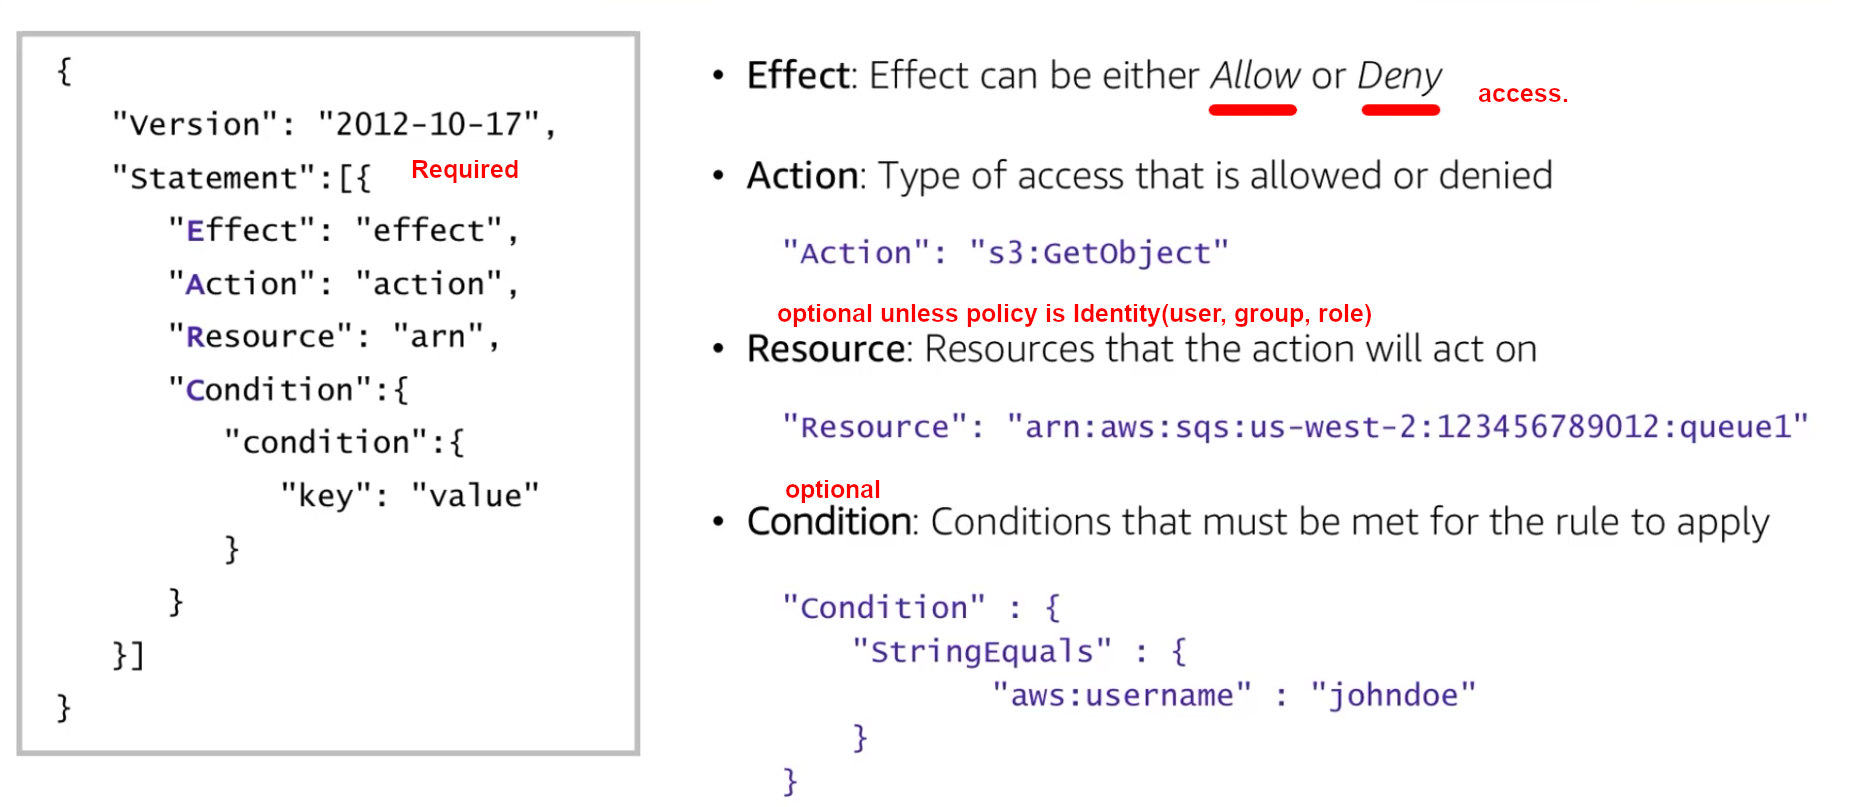 {
"Version": "2012-10-17",
"Statement":[{ Required
"Effect": "effect",
"Action": "action",
"Resource": "arn",
"Condition":{
"condition":{
"key": "value"
}
}
}]
}
• Effect: Effect can be either Allow or Deny access.
• Action: Type of access that is allowed or denied
"Action": "s3:GetObject"
optional unless policy is Identity(user, group, role)
• Resource: Resources that the action will act on
"Resource": "arn:aws:sqs:us-west-2:123456789012:queue1"
optional
• Condition: Conditions that must be met for the rule to apply
"Condition" : {
"StringEquals" : {
"aws:username" : "johndoe"
}
}